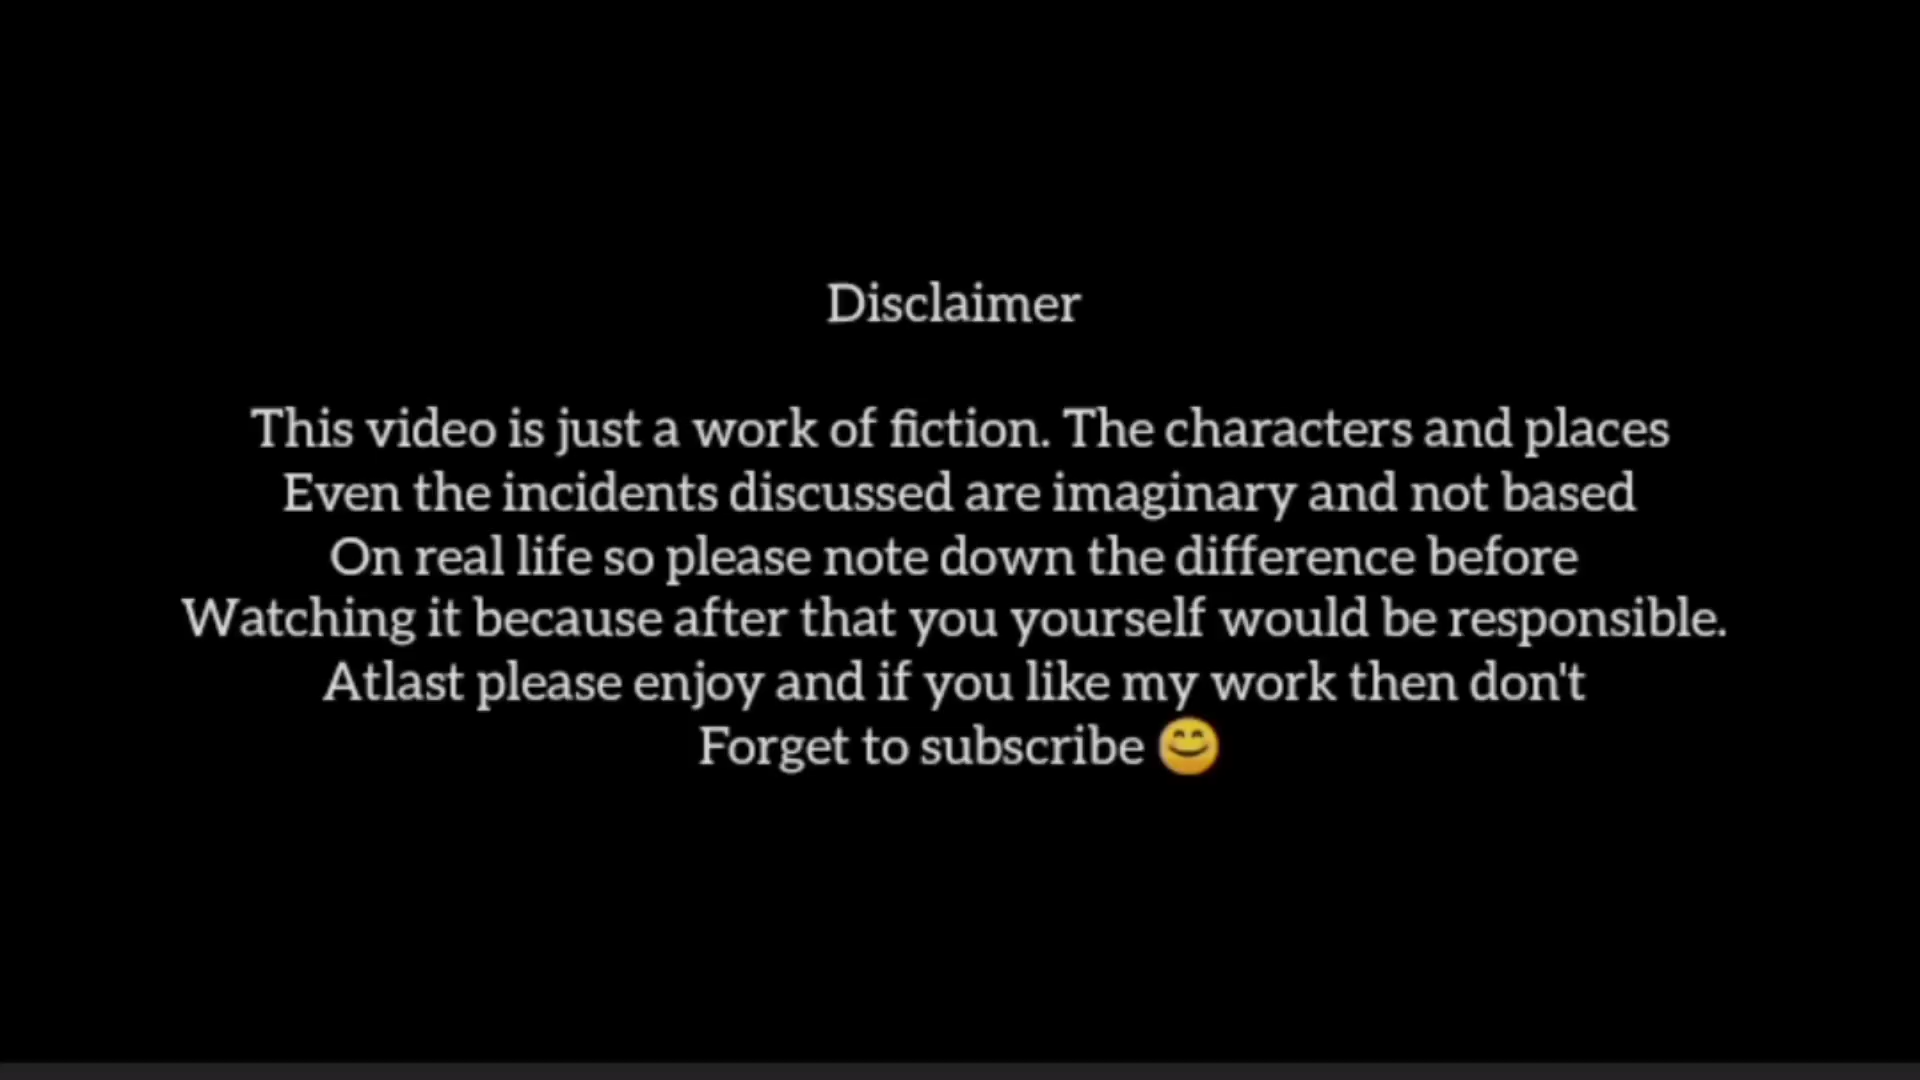 Disclaimer
This video is just a work of fiction. The characters and places
Even the incidents discussed are imaginary and not based
On real life so please note down the difference before
Watching it because after that you yourself would be responsible.
Atlast please enjoy and if you like my work then don't
Forget to subscribe 😊